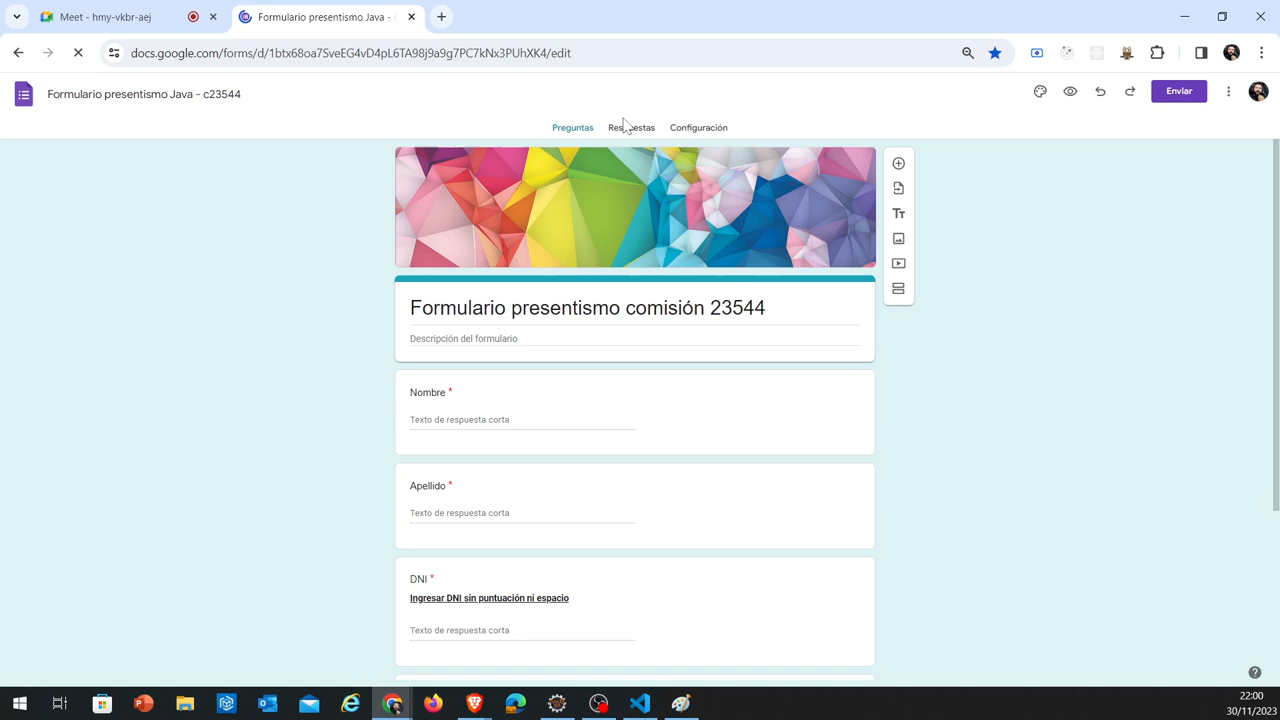 Meet - hmy-vkbr-aej
Formulario presentismo Java - c
docs.google.com/forms/d/1btx68oa7SveEG4vD4pL6TA98j9a9g7PC7kNx3PUhXK4/edit
Formulario presentismo Java - c23544
Enviar
Preguntas
Respuestas
Configuración
Formulario presentismo comisión 23544
Descripción del formulario
Nombre *
Texto de respuesta corta
Apellido *
Texto de respuesta corta
DNI *
Ingresar DNI sin puntuación ni espacio
Texto de respuesta corta
22:00
30/11/2023